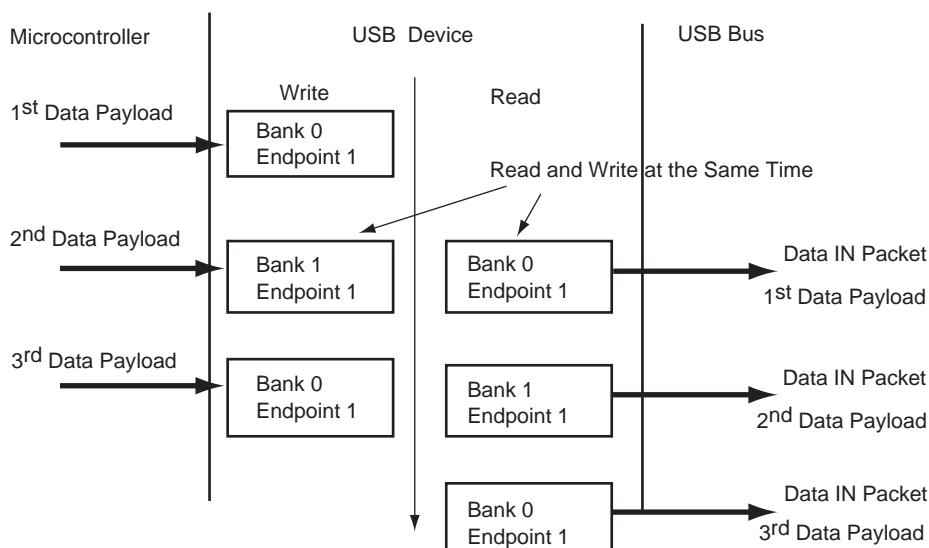 Microcontroller
USB Device
USB Bus
Write
Read
1st Data Payload
Bank 0
Endpoint 1
Read and Write at the Same Time
2nd Data Payload
Bank 1
Endpoint 1
Bank 0
Endpoint 1
Data IN Packet
1st Data Payload
3rd Data Payload
Bank 0
Endpoint 1
Bank 1
Endpoint 1
Data IN Packet
2nd Data Payload
Bank 0
Endpoint 1
Data IN Packet
3rd Data Payload